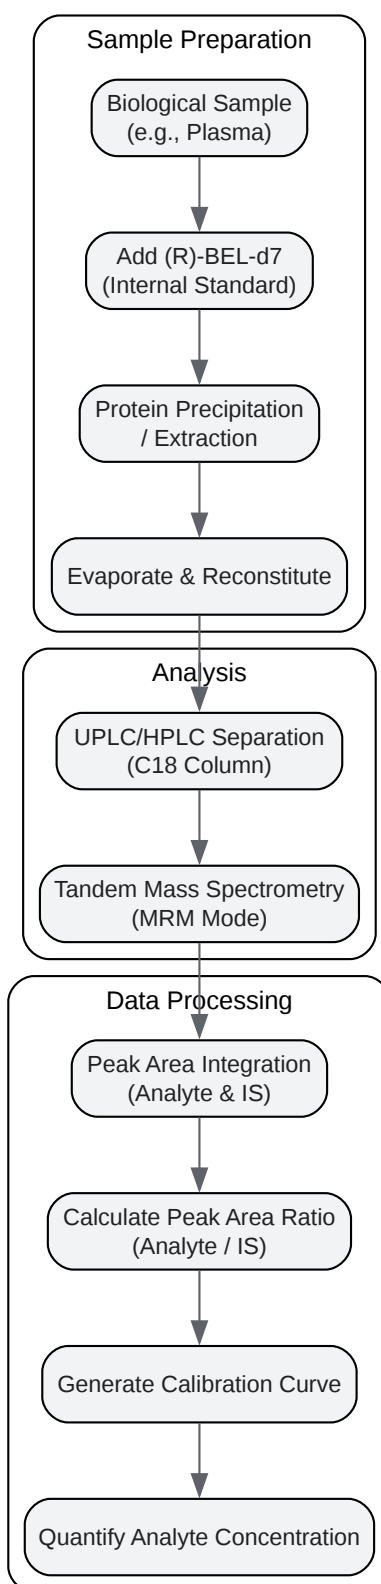 Sample Preparation
Biological Sample
(e.g., Plasma)
Add (R)-BEL-d7
(Internal Standard)
Protein Precipitation
/ Extraction
Evaporate & Reconstitute
Analysis
UPLC/HPLC Separation
(C18 Column)
Tandem Mass Spectrometry
(MRM Mode)
Data Processing
Peak Area Integration
(Analyte & IS)
Calculate Peak Area Ratio
(Analyte / IS)
Generate Calibration Curve
Quantify Analyte Concentration